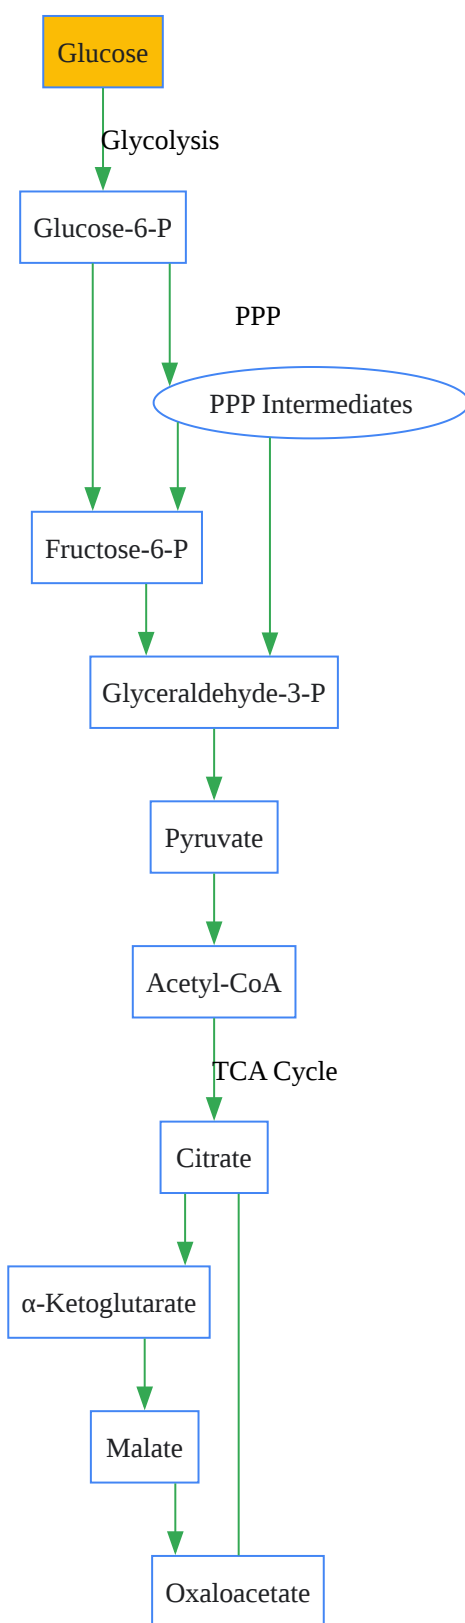 Glucose
Glycolysis
Glucose-6-P
PPP
PPP Intermediates
Fructose-6-P
Glyceraldehyde-3-P
Pyruvate
Acetyl-CoA
TCA Cycle
Citrate
α-Ketoglutarate
Malate
Oxaloacetate